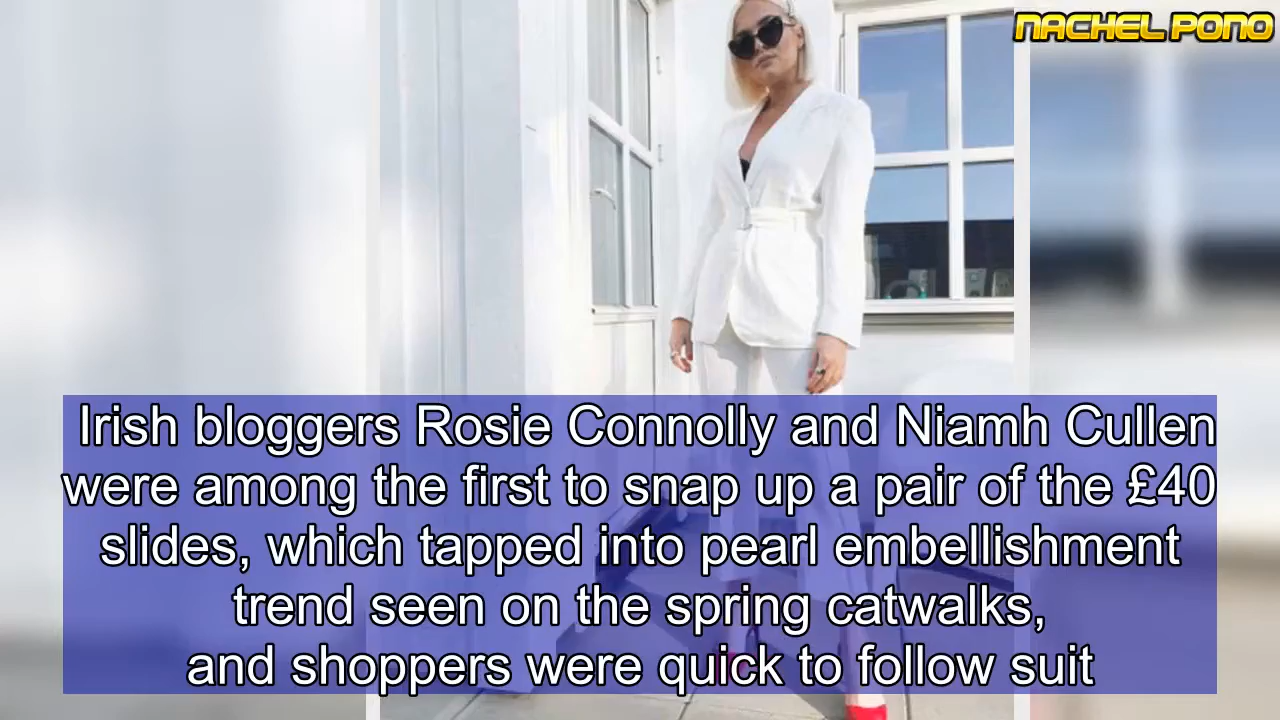 NACHEL PONO
Irish bloggers Rosie Connolly and Niamh Cullen
were among the first to snap up a pair of the £40
slides, which tapped into pearl embellishment
trend seen on the spring catwalks,
and shoppers were quick to follow suit